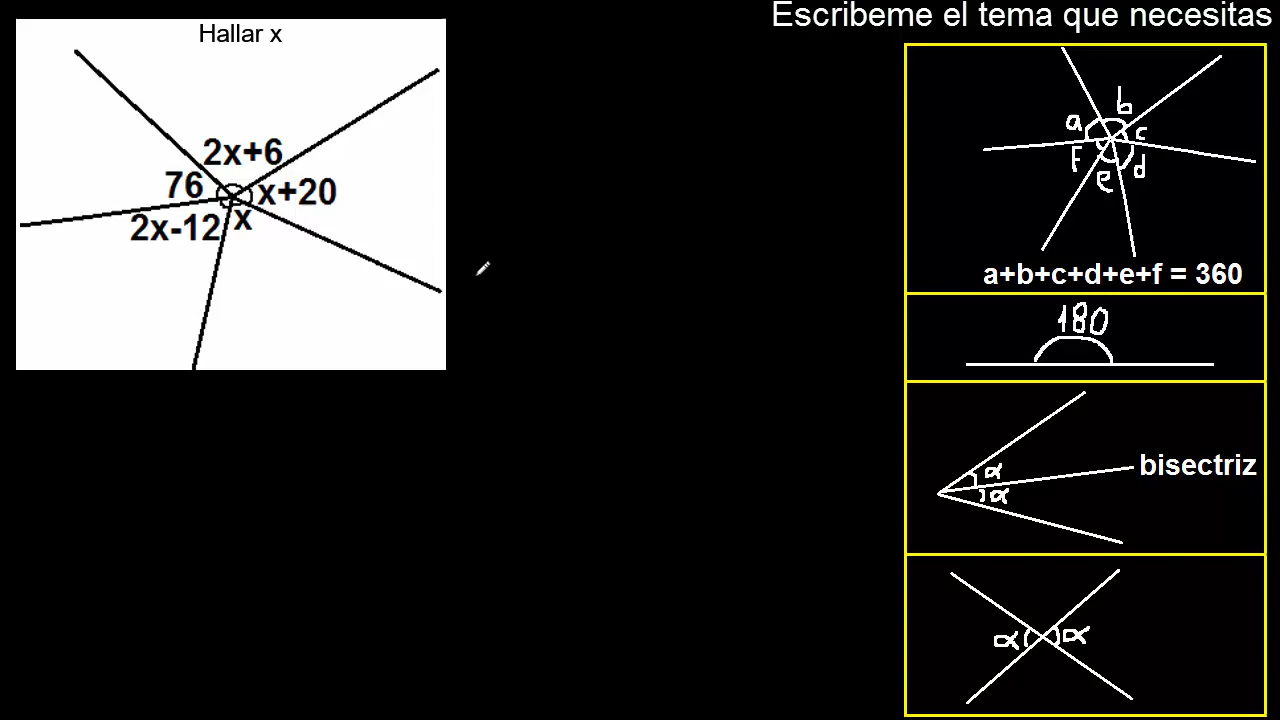 Escribeme el tema que necesitas
Hallar x
2x+6
76
x+20
2x-12
x
b
a
c
F
d
e
a+b+c+d+e+f = 360
180
bisectriz
α
α
α
α